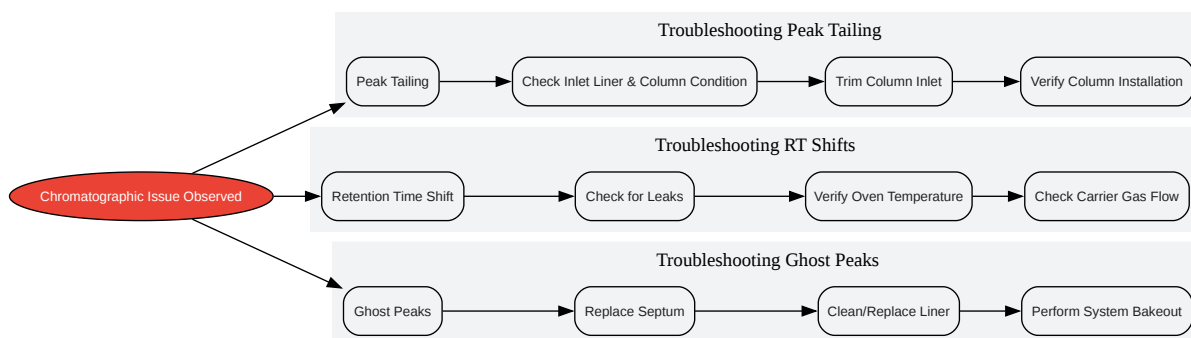 Troubleshooting Peak Tailing
Peak Tailing
Check Inlet Liner & Column Condition
Trim Column Inlet
Verify Column Installation
Troubleshooting RT Shifts
Chromatographic Issue Observed
Retention Time Shift
Check for Leaks
Verify Oven Temperature
Check Carrier Gas Flow
Troubleshooting Ghost Peaks
Ghost Peaks
Replace Septum
Clean/Replace Liner
Perform System Bakeout